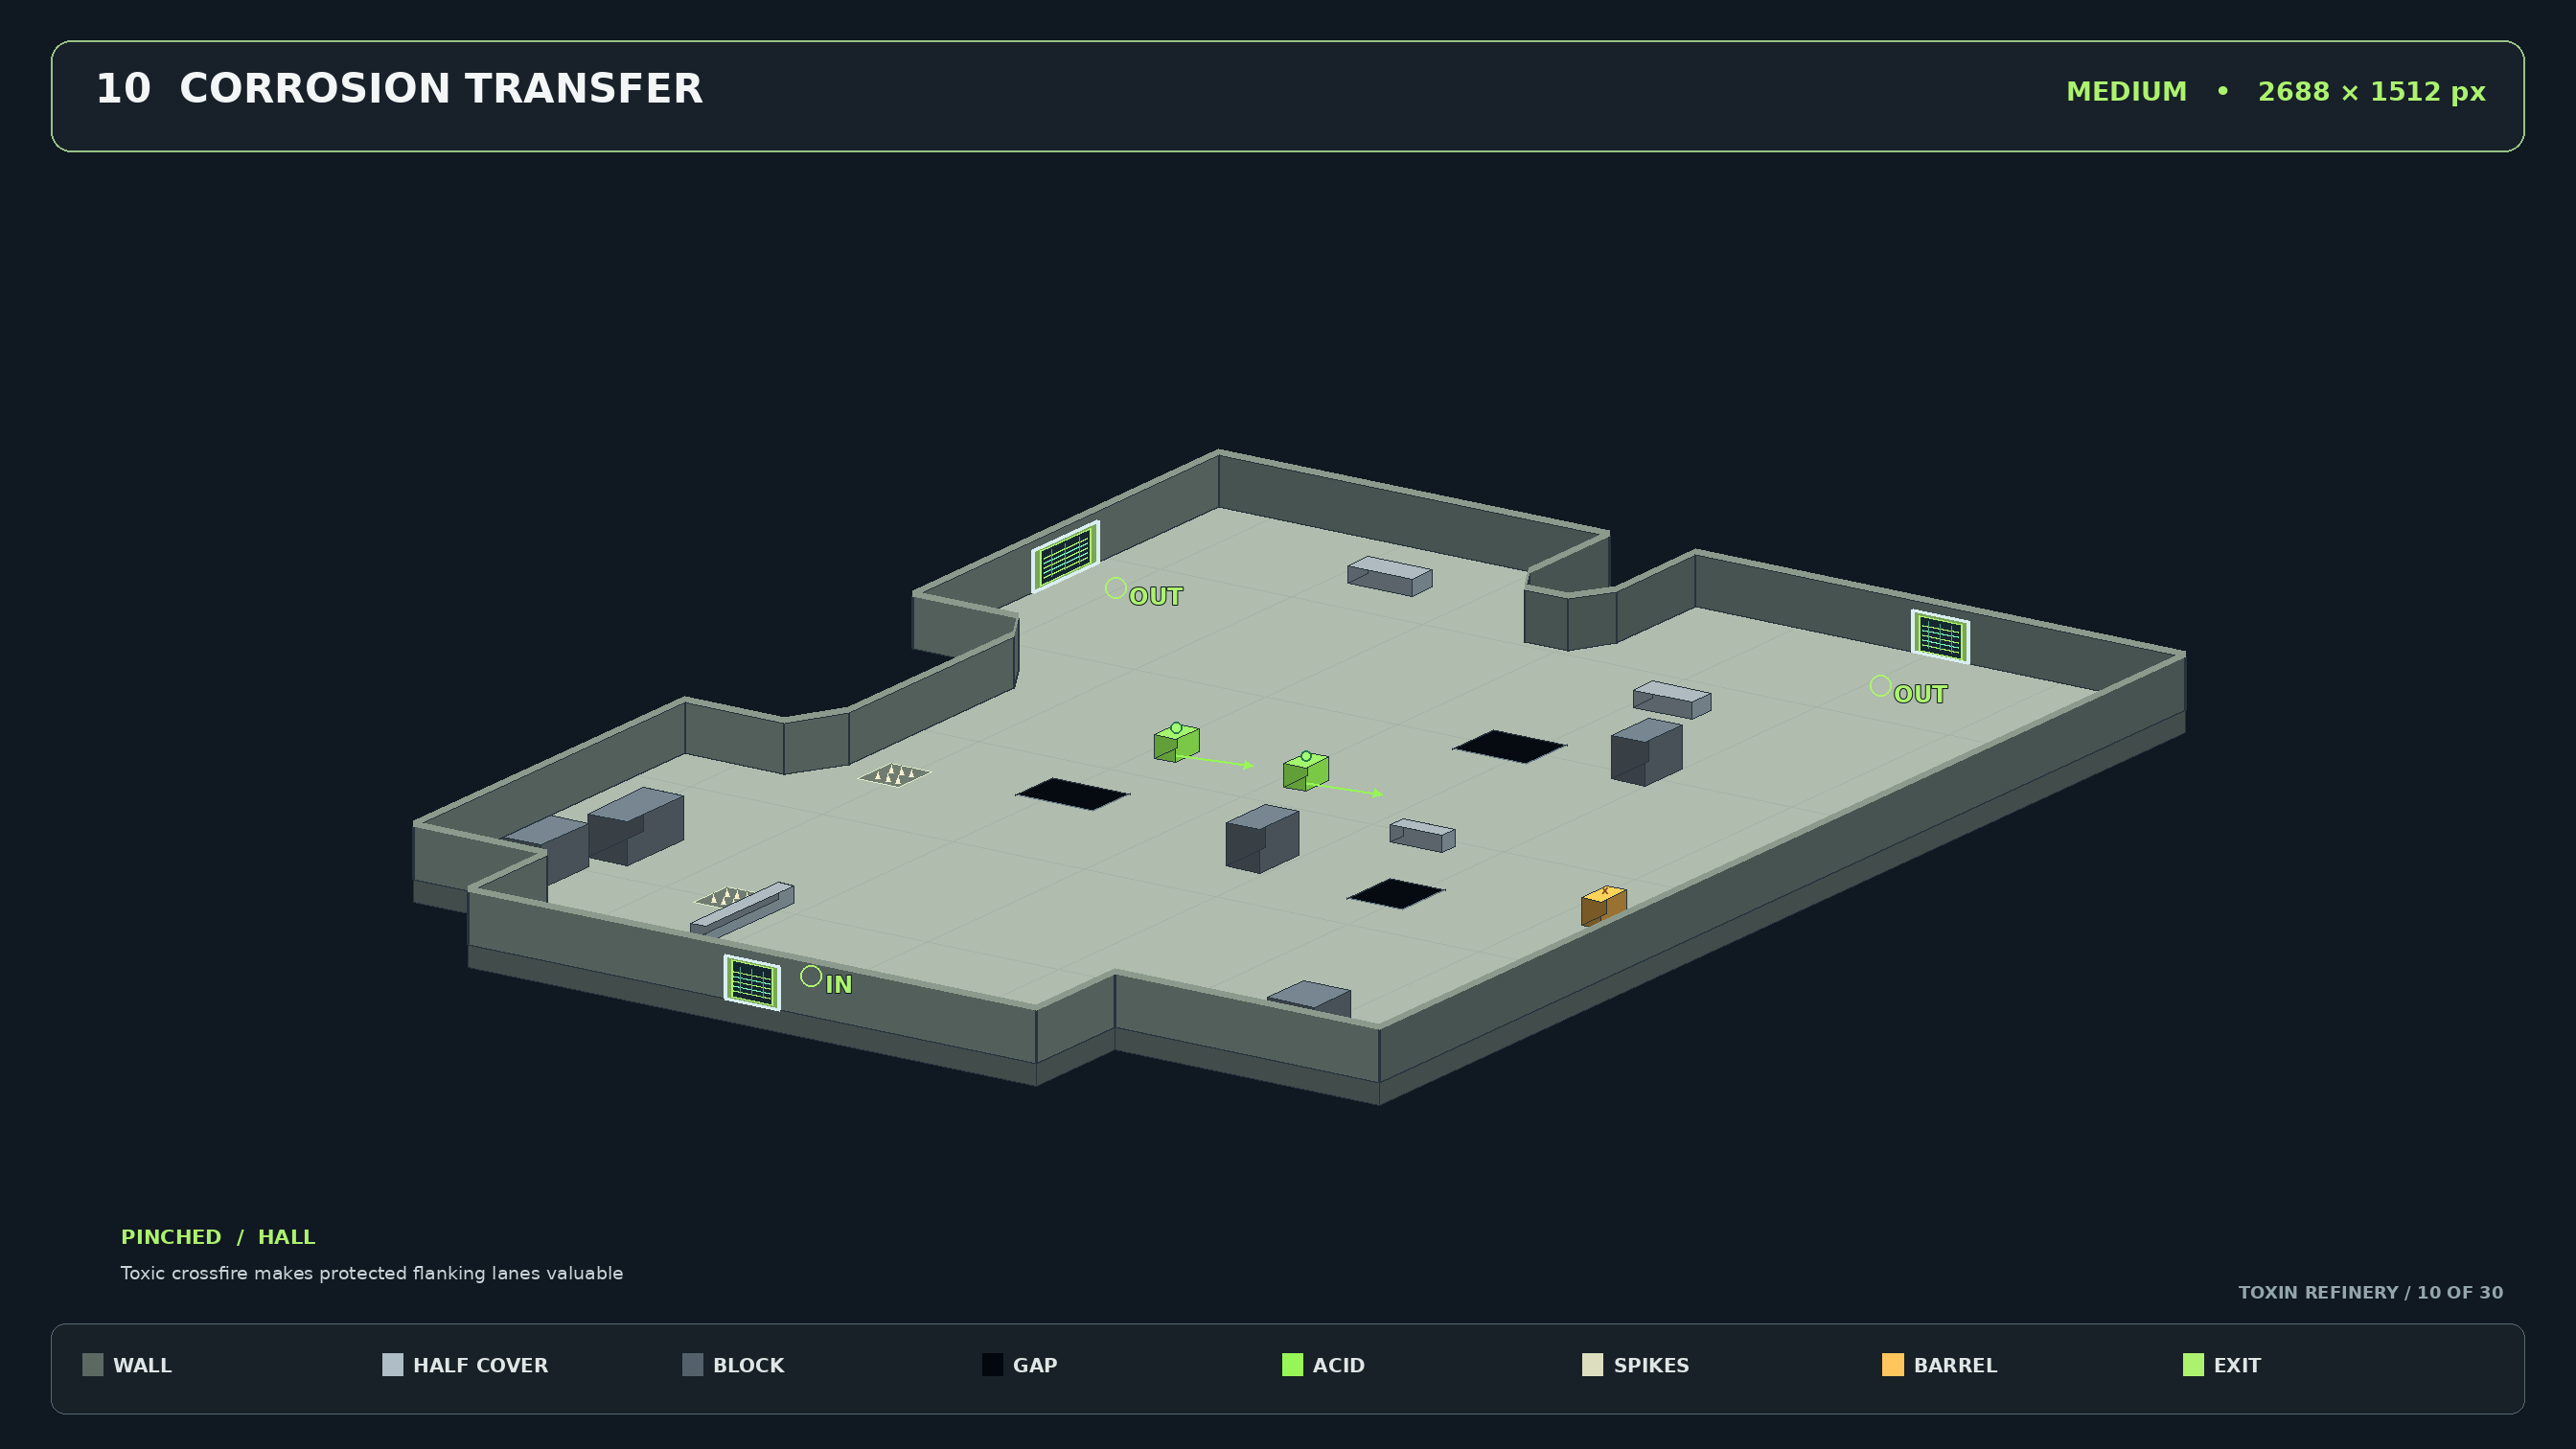 10 CORROSION TRANSFER
MEDIUM • 2688 × 1512 px
OUT
OUT
x
IN
PINCHED / HALL
Toxic crossfire makes protected flanking lanes valuable
TOXIN REFINERY / 10 OF 30
WALL
HALF COVER
BLOCK
GAP
ACID
SPIKES
BARREL
EXIT